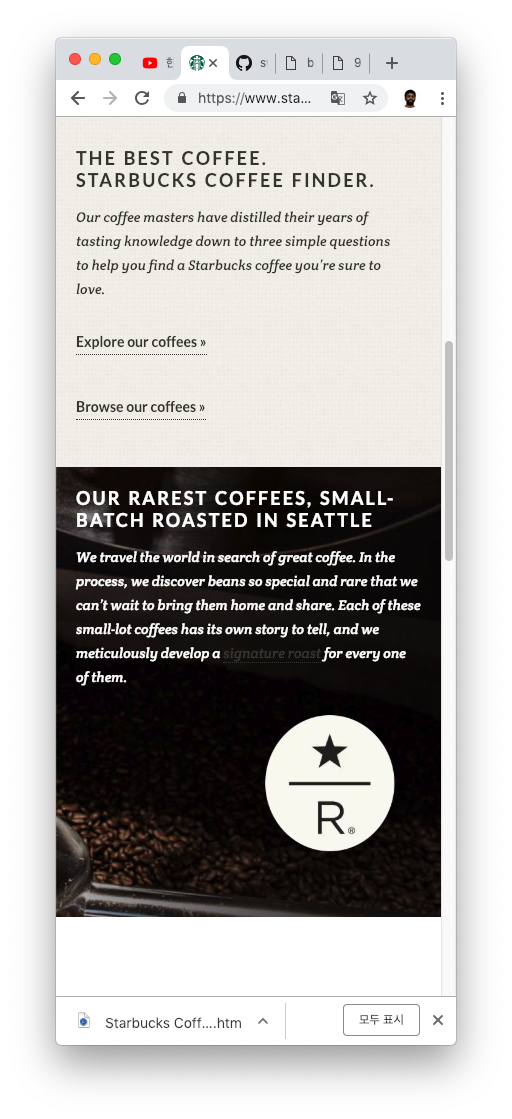 한
s
b
9
https://www.sta...
THE BEST COFFEE.
STARBUCKS COFFEE FINDER.
Our coffee masters have distilled their years of
tasting knowledge down to three simple questions
to help you find a Starbucks coffee you're sure to
love.
Explore our coffees »
Browse our coffees »
OUR RAREST COFFEES, SMALL-
BATCH ROASTED IN SEATTLE
We travel the world in search of great coffee. In the
process, we discover beans so special and rare that we
can't wait to bring them home and share. Each of these
small-lot coffees has its own story to tell, and we
meticulously develop a signature roast for every one
of them.
R®
Starbucks Coff....htm
모두 표시